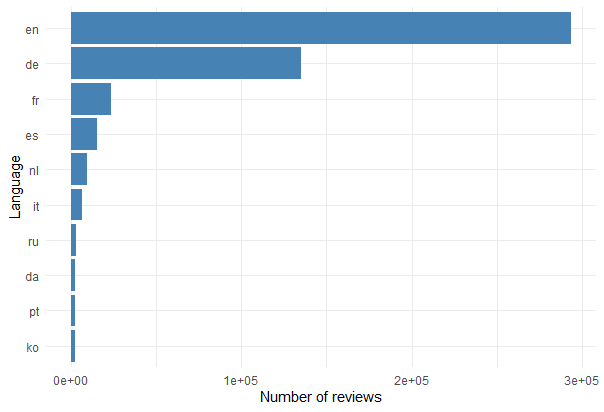 en
de
fr
es
nl
it
ru
da
pt
ko
Language
0e+00 1e+05 2e+05 3e+05
Number of reviews